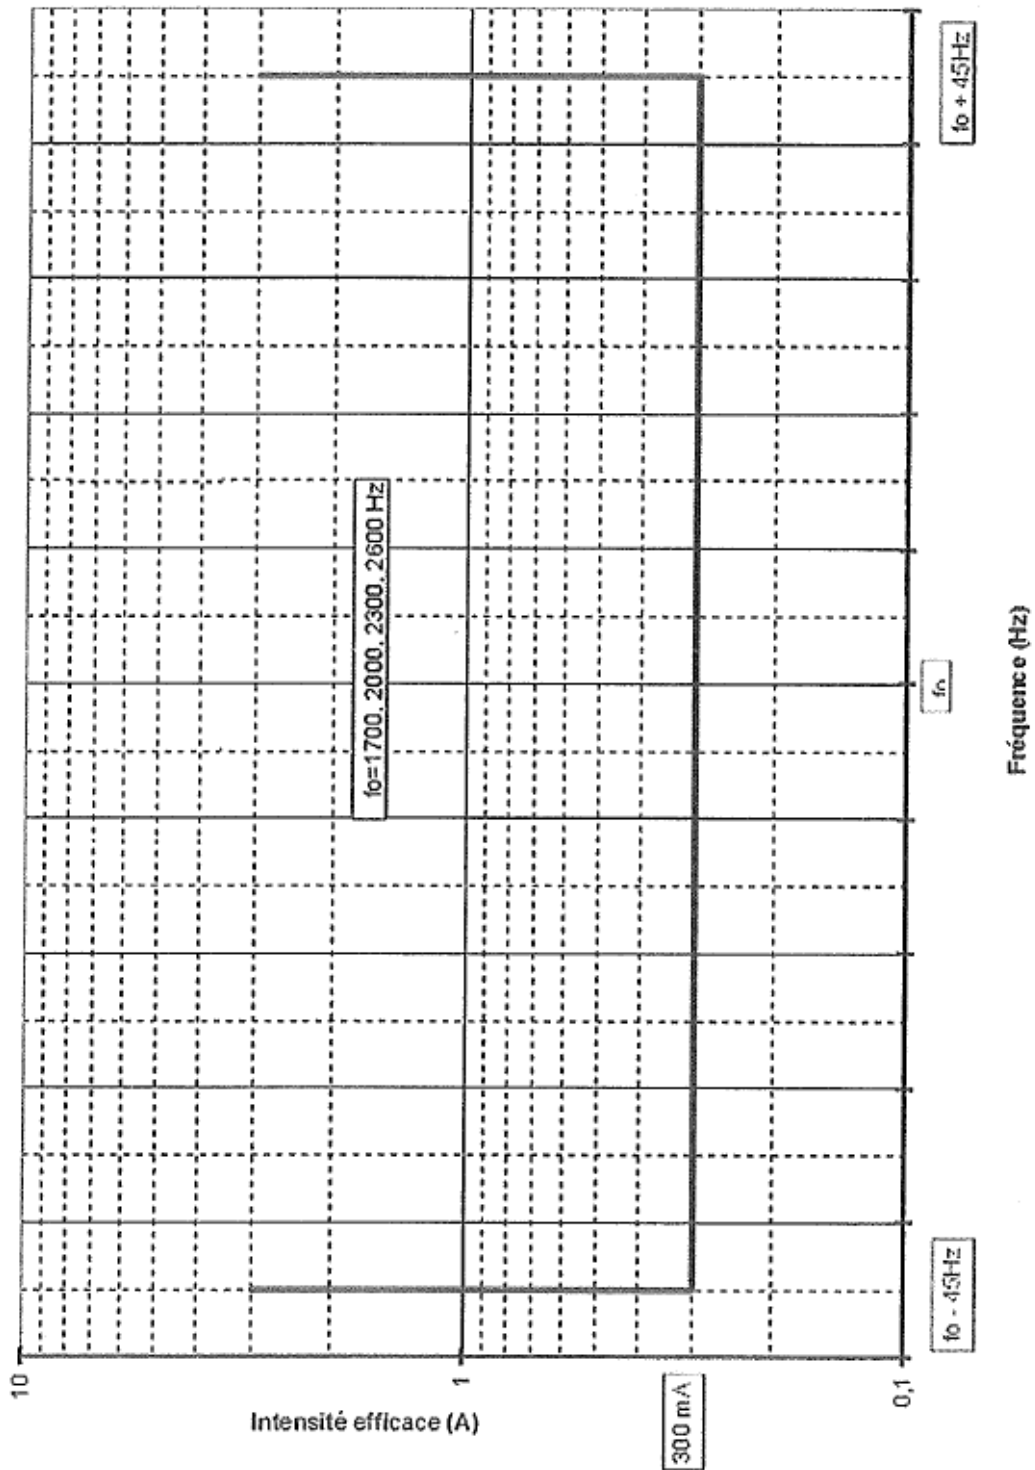 Intensité efficace (A)
10
1
300 mA
0,1
fo=1700, 2000, 2300, 2600 Hz
fo - 45Hz
fo
fo + 45Hz
Fréquence (Hz)